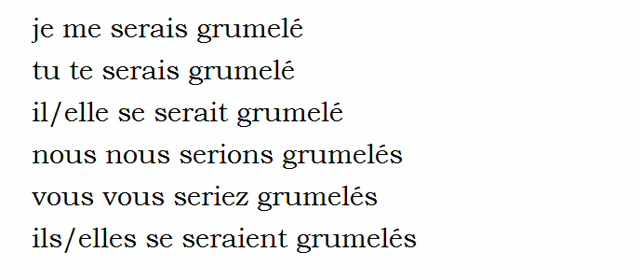 je me serais grumelé
tu te serais grumelé
il/elle se serait grumelé
nous nous serions grumelés
vous vous seriez grumelés
ils/elles se seraient grumelés